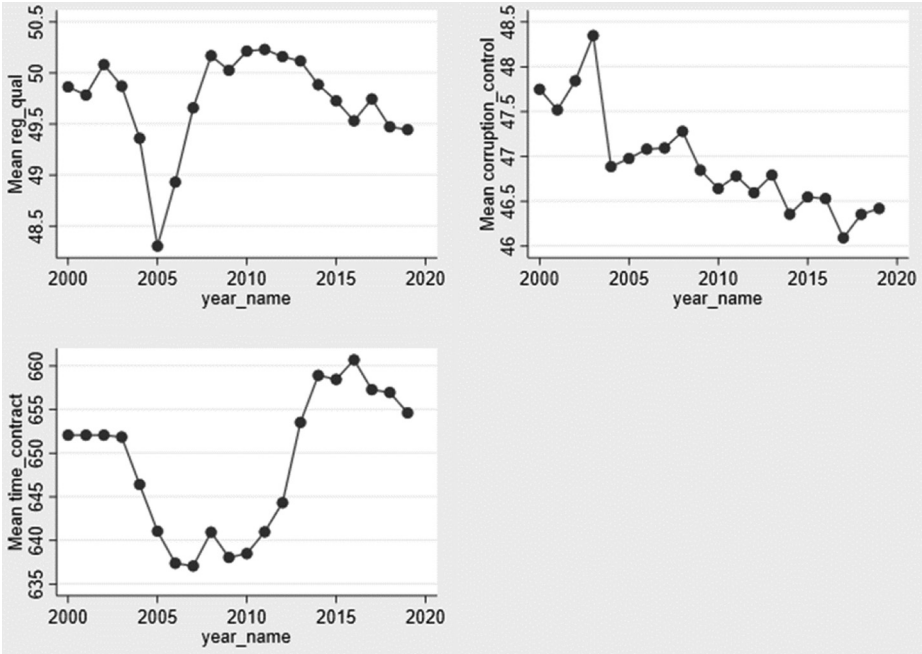 Mean reg_qual
50.5
50
49.5
49
48.5
2000 2005 2010 2015 2020
year_name
Mean corruption_control
48.5
48
47.5
47
46.5
46
2000 2005 2010 2015 2020
year_name
Mean time_contract
660
655
650
645
640
635
2000 2005 2010 2015 2020
year_name